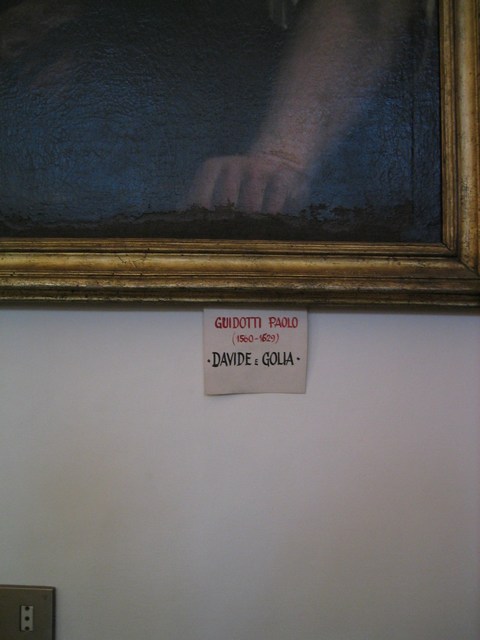 GUIDOTTI PAOLO
(1560-1629)
·DAVIDE E GOLIA·